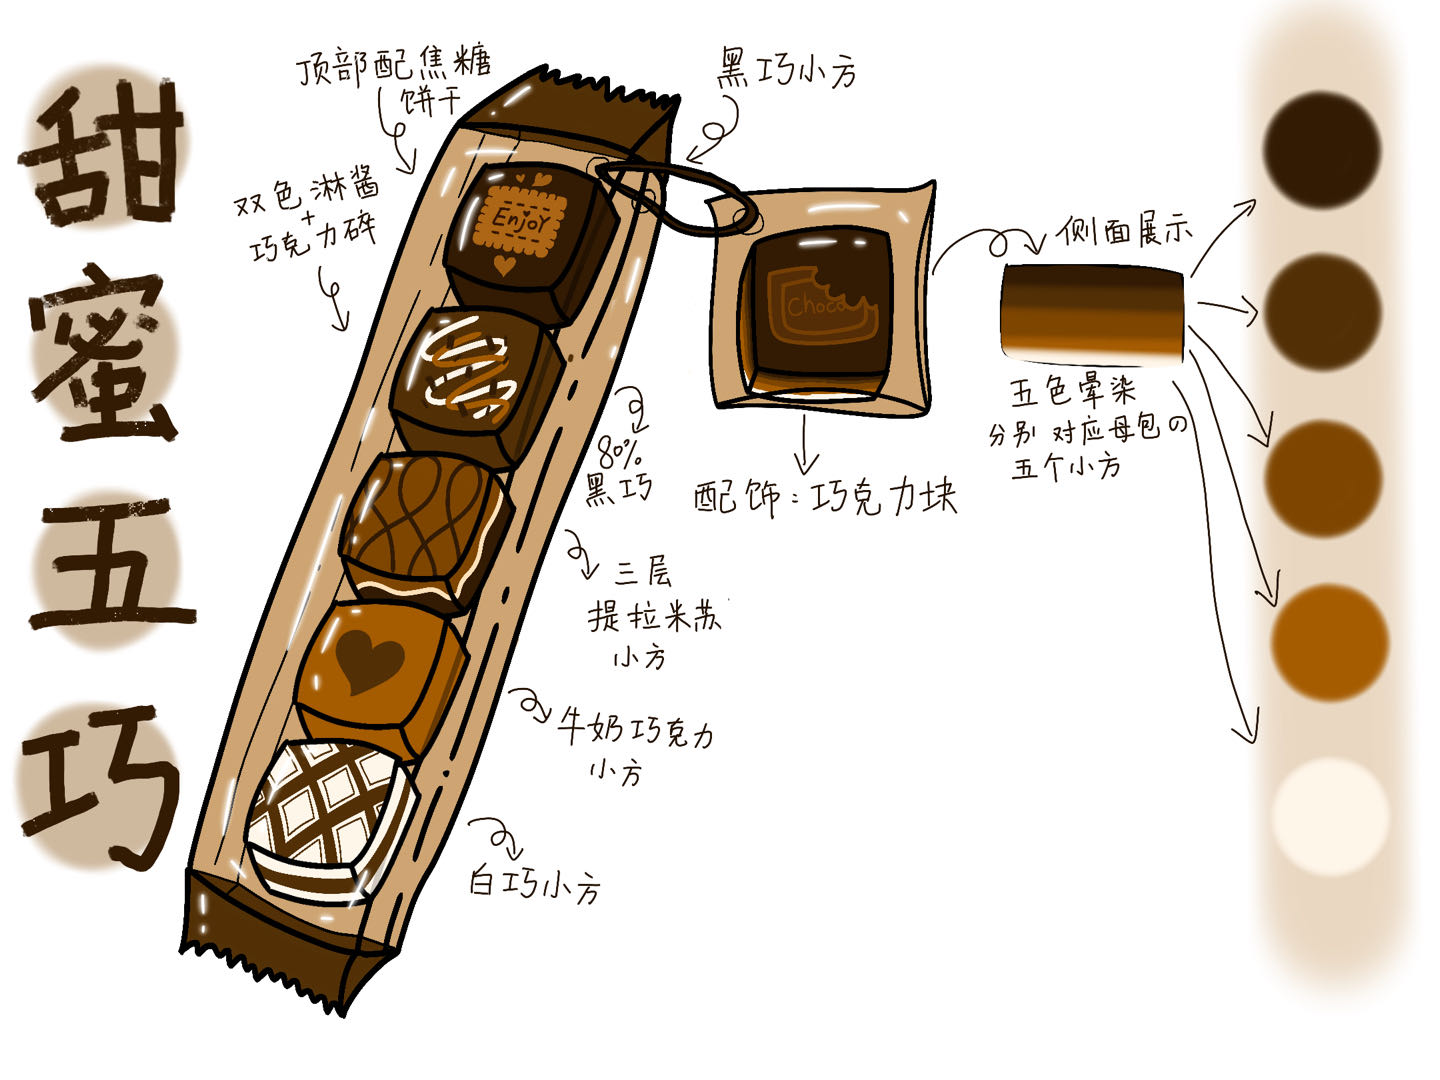 甜
蜜
五
巧
顶部配焦糖
饼干
双色淋酱
+
巧克力碎
Enjoy
黑巧小方
Choco
配饰：巧克力块
侧面展示
五色晕染
分别对应母包の
五个小方
80%
黑巧
三层
提拉米苏
小方
牛奶巧克力
小方
白巧小方